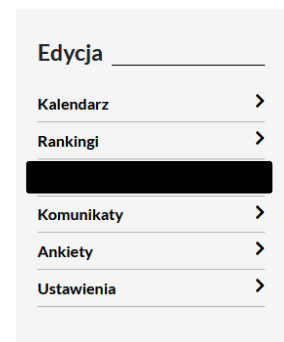 Edycja
Kalendarz
Rankingi
Komunikaty
Ankiety
Ustawienia